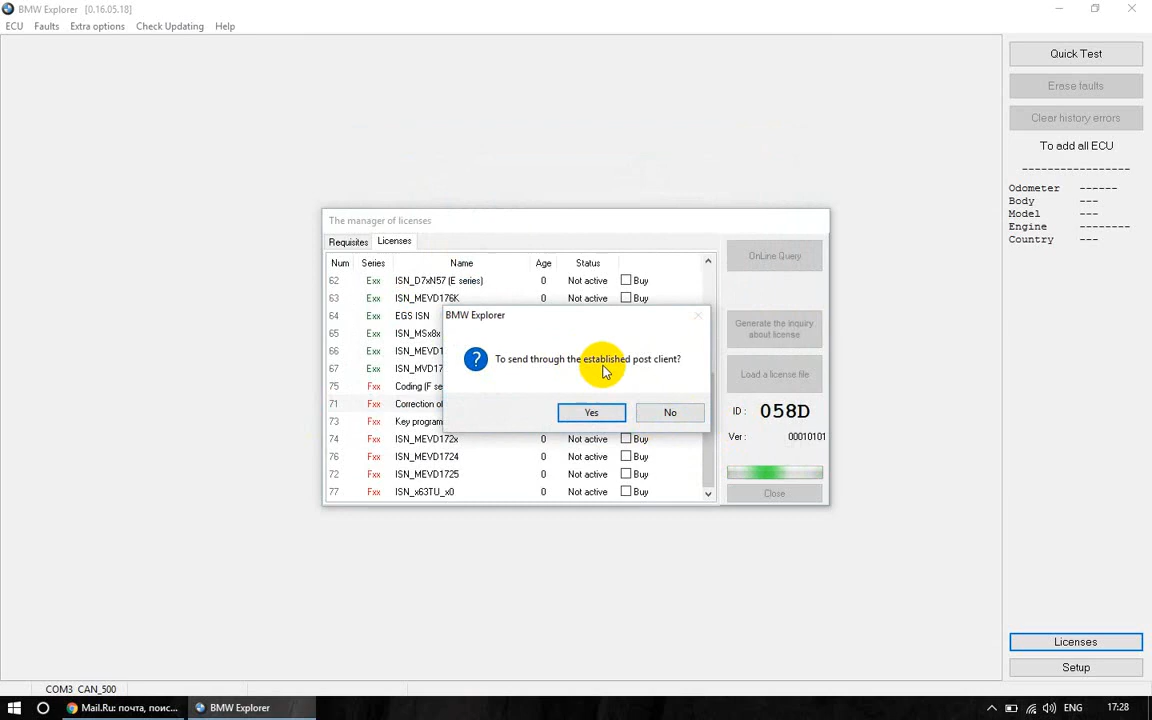 BMW Explorer [0.16.05.18]
ECU Faults Extra options Check Updating Help
Quick Test
Erase faults
Clear history errors
To add all ECU
-----------------
Odometer ------
Body ---
Model ---
Engine --------
Country ---
The manager of licenses
Requisites Licenses
Num Series Name Age Status
62 Exx ISN_D7xN57 (E series) 0 Not active Buy
63 Exx ISN_MEVD176K 0 Not active Buy
64 Exx EGS ISN
65 Exx ISN_MSx8x
66 Exx ISN_MEVD1
67 Exx ISN_MVD17
75 Fxx Coding (F se
71 Fxx Correction of
73 Fxx Key program
74 Fxx ISN_MEVD172x 0 Not active Buy
76 Fxx ISN_MEVD1724 0 Not active Buy
72 Fxx ISN_MEVD1725 0 Not active Buy
77 Fxx ISN_x63TU_x0 0 Not active Buy
OnLine Query
Generate the inquiry
about license
Load a license file
ID : 058D
Ver : 00010101
Close
BMW Explorer
? To send through the established post client?
Yes No
Licenses
Setup
COM3 CAN_500
Mail.Ru: почта, поис... BMW Explorer ENG 17:28